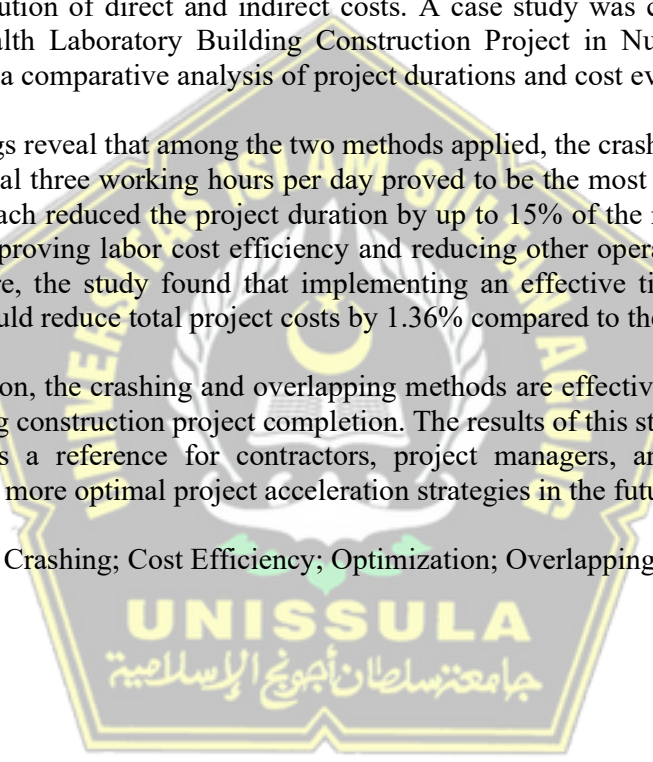 ution of direct and indirect costs. A case study was c
alth Laboratory Building Construction Project in Nu
a comparative analysis of project durations and cost ev
gs reveal that among the two methods applied, the crash
al three working hours per day proved to be the most
ach reduced the project duration by up to 15% of the
proving labor cost efficiency and reducing other opera
re, the study found that implementing an effective ti
uld reduce total project costs by 1.36% compared to the
on, the crashing and overlapping methods are effectiv
g construction project completion. The results of this st
s a reference for contractors, project managers, an
more optimal project acceleration strategies in the futu
Crashing; Cost Efficiency; Optimization; Overlapping
UNIVERSITAS ISLAM SULTAN AGUNG
UNISSULA
جامعتسلطان أجونج الإسلامية